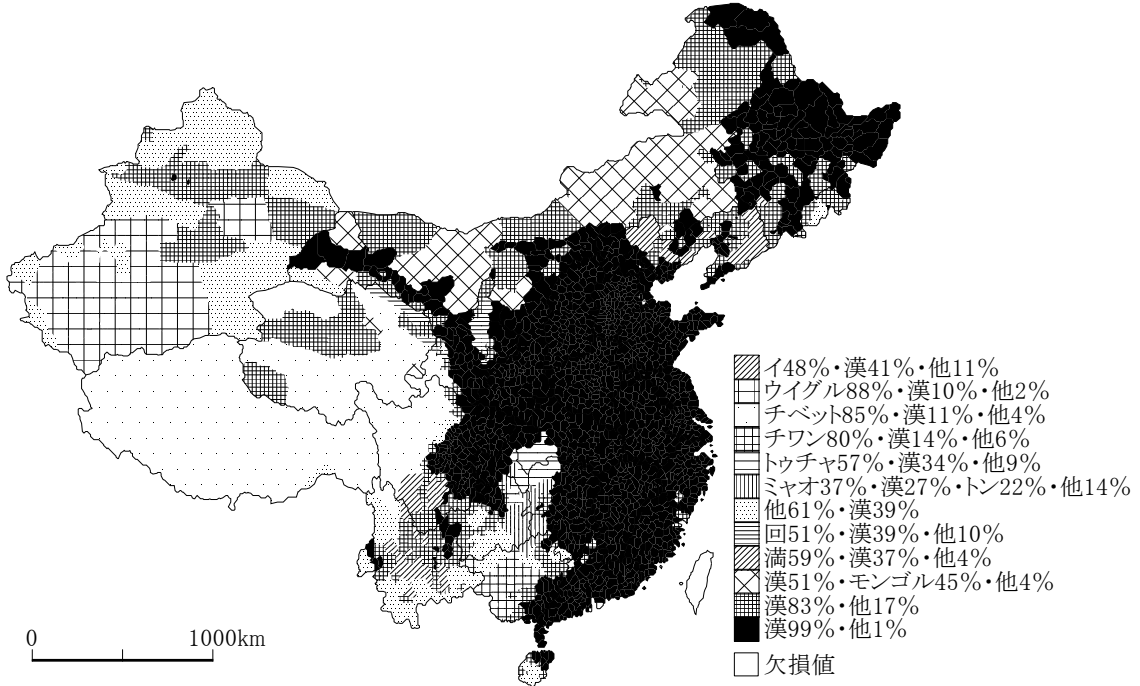 イ48%・漢41%・他11%
ウイグル88%・漢10%・他2%
チベット85%・漢11%・他4%
チワン80%・漢14%・他6%
トゥチャ57%・漢34%・他9%
ミャオ37%・漢27%・トン22%・他14%
他61%・漢39%
回51%・漢39%・他10%
満59%・漢37%・他4%
漢51%・モンゴル45%・他4%
漢83%・他17%
漢99%・他1%
欠損値
0 1000km